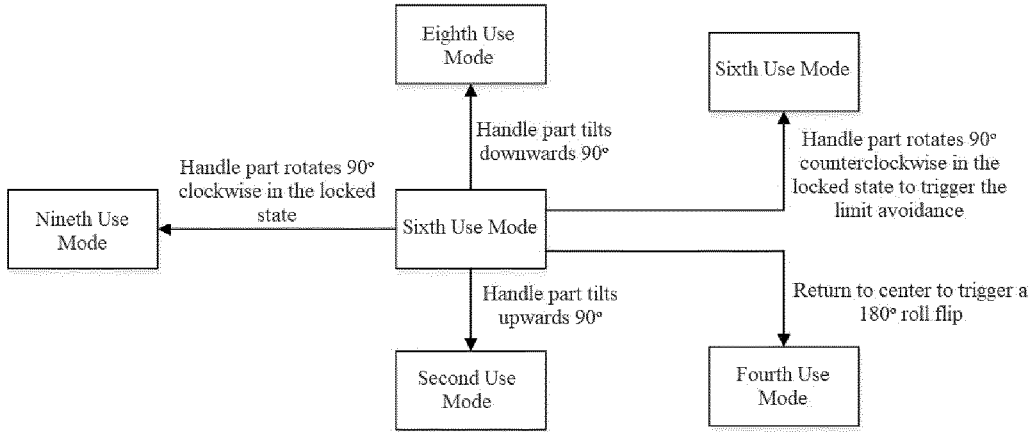 Eighth Use
Mode
Sixth Use Mode
Handle part tilts
downwards 90°
Handle part rotates 90°
counterclockwise in the
locked state to trigger the
limit avoidance
Handle part rotates 90°
clockwise in the locked
state
Nineth Use
Mode
Sixth Use Mode
Handle part tilts
upwards 90°
Return to center to trigger a
180° roll flip
Second Use
Mode
Fourth Use
Mode